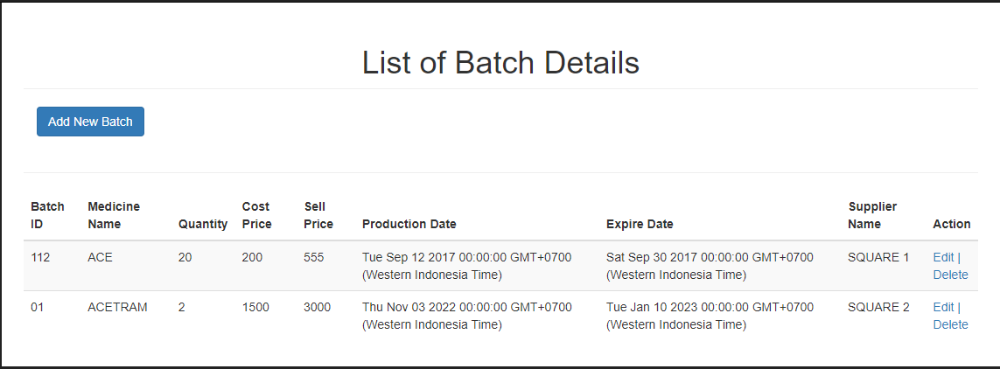 List of Batch Details
Add New Batch
Batch ID Medicine Name Quantity Cost Price Sell Price Production Date Expire Date Supplier Name Action
112 ACE 20 200 555 Tue Sep 12 2017 00:00:00 GMT+0700 Sat Sep 30 2017 00:00:00 GMT+0700 SQUARE 1 Edit |
(Western Indonesia Time) (Western Indonesia Time) Delete
01 ACETRAM 2 1500 3000 Thu Nov 03 2022 00:00:00 GMT+0700 Tue Jan 10 2023 00:00:00 GMT+0700 SQUARE 2 Edit |
(Western Indonesia Time) (Western Indonesia Time) Delete